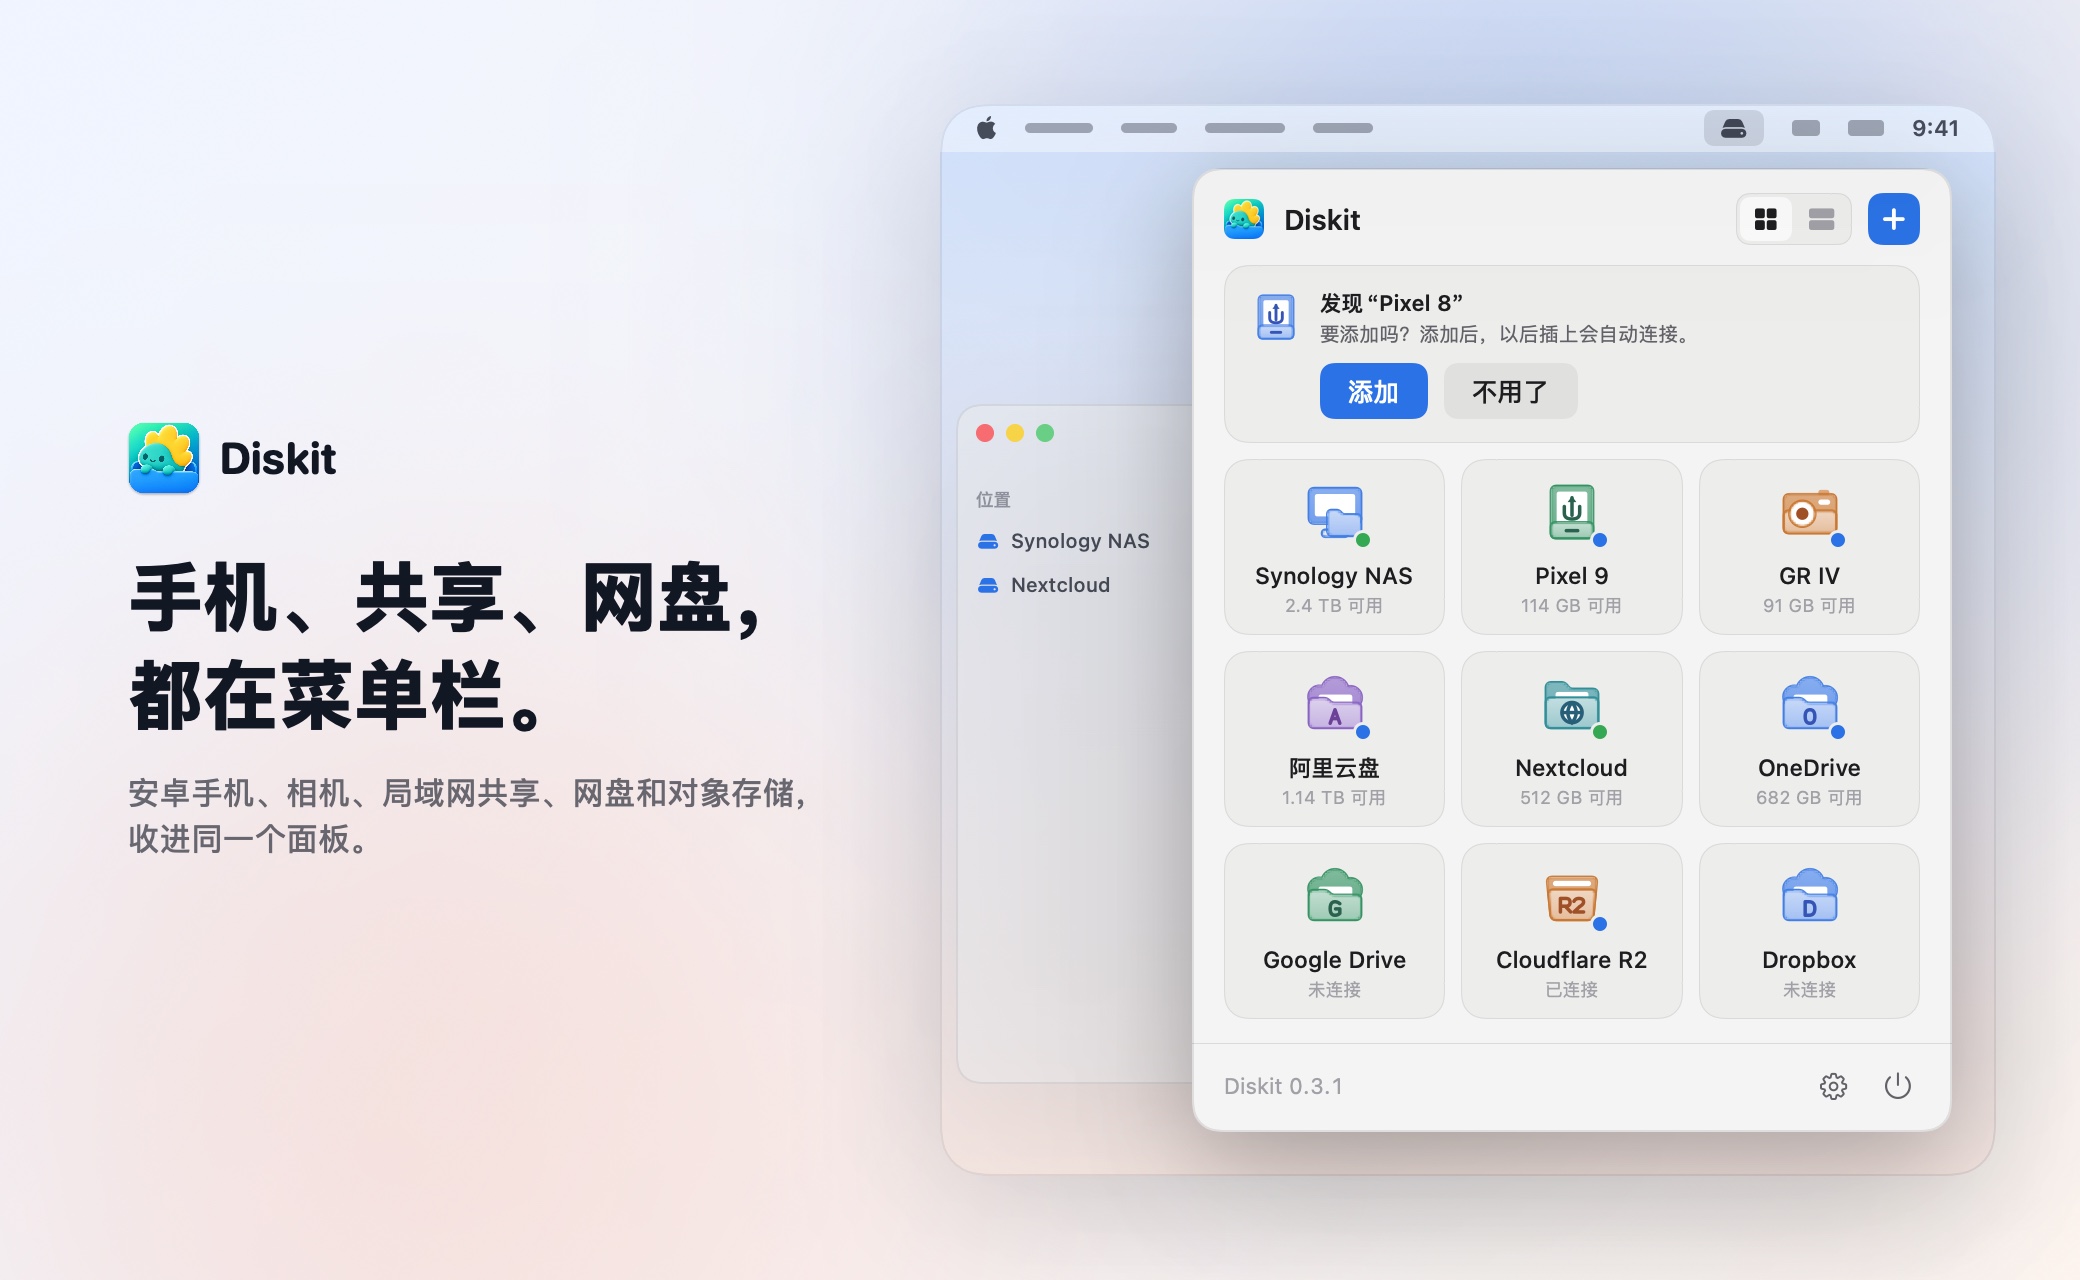 Diskit
手机、共享、网盘，
都在菜单栏。
安卓手机、相机、局域网共享、网盘和对象存储，
收进同一个面板。
9:41
位置
Synology NAS
Nextcloud
Diskit
发现 “Pixel 8”
要添加吗？添加后，以后插上会自动连接。
添加
不用了
Synology NAS
2.4 TB 可用
Pixel 9
114 GB 可用
GR IV
91 GB 可用
A
阿里云盘
1.14 TB 可用
Nextcloud
512 GB 可用
O
OneDrive
682 GB 可用
G
Google Drive
未连接
R2
Cloudflare R2
已连接
D
Dropbox
未连接
Diskit 0.3.1